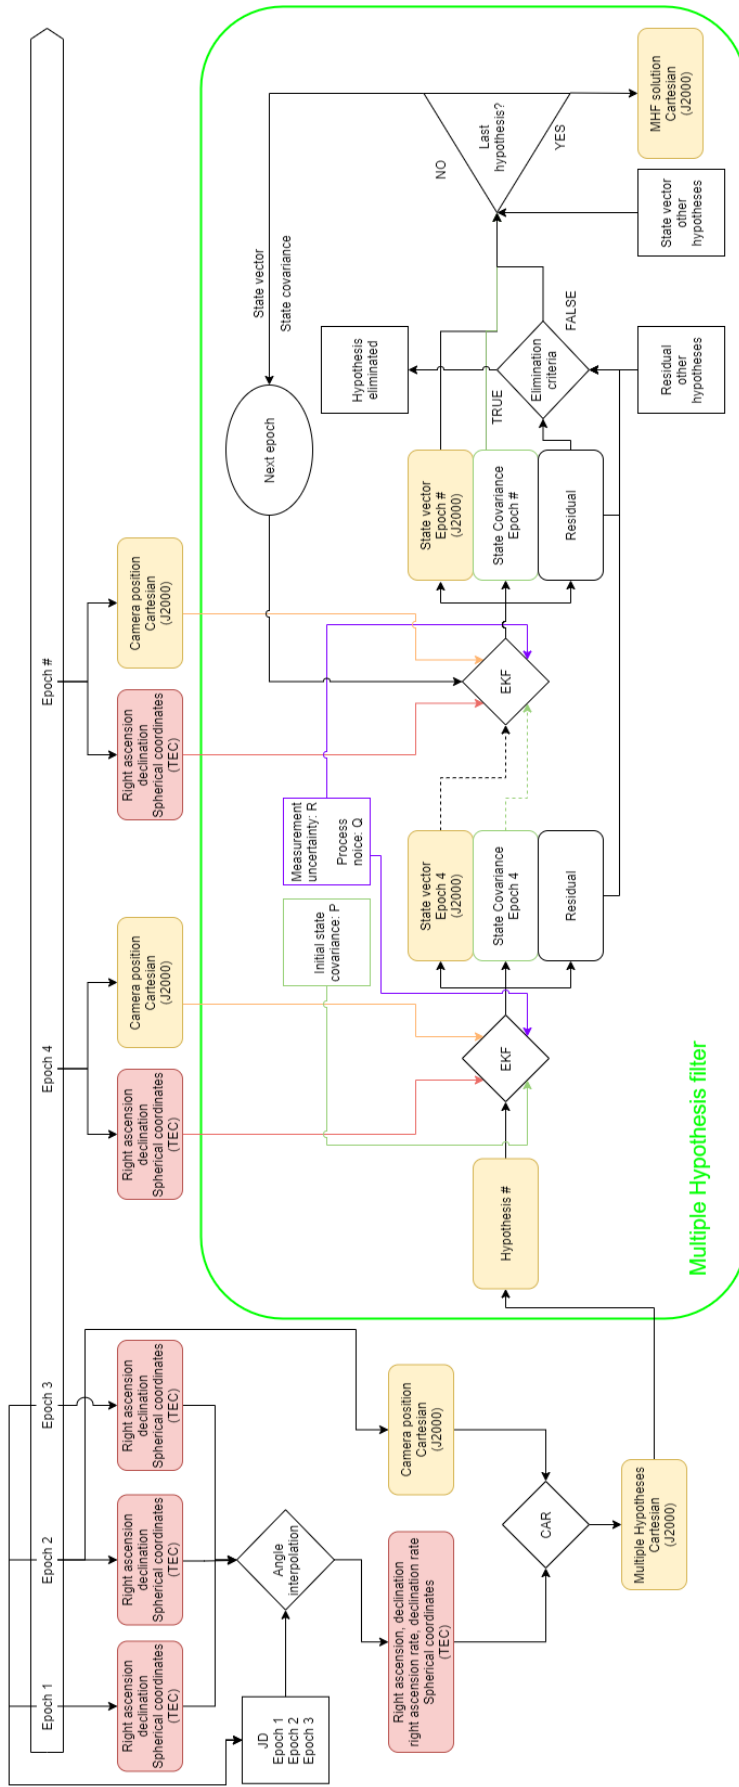 Epoch 1
Epoch 2
Epoch 3
Epoch 4
Epoch #
Right ascension
declination
Spherical coordinates
(TEC)
Right ascension
declination
Spherical coordinates
(TEC)
Right ascension
declination
Spherical coordinates
(TEC)
Right ascension
declination
Spherical coordinates
(TEC)
Camera position
Cartesian
(J2000)
Right ascension
declination
Spherical coordinates
(TEC)
Camera position
Cartesian
(J2000)
JD
Epoch 1
Epoch 2
Epoch 3
Angle
interpolation
Right ascension, declination
right ascension rate, declination rate
Spherical coordinates
(TEC)
Camera position
Cartesian
(J2000)
CAR
Multiple Hypotheses
Cartesian
(J2000)
Multiple Hypothesis filter
Hypothesis #
Initial state
covariance: P
Measurement
uncertainty: R
Process
noice: Q
EKF
State vector
Epoch 4
(J2000)
State Covariance
Epoch 4
Residual
EKF
Next epoch
State vector
State covariance
State vector
Epoch #
(J2000)
State Covariance
Epoch #
Residual
Hypothesis
eliminated
TRUE
Elimination
criteria
FALSE
Residual
other
hypotheses
NO
Last
hypothesis?
YES
State vector
other
hypotheses
MHF solution
Cartesian
(J2000)